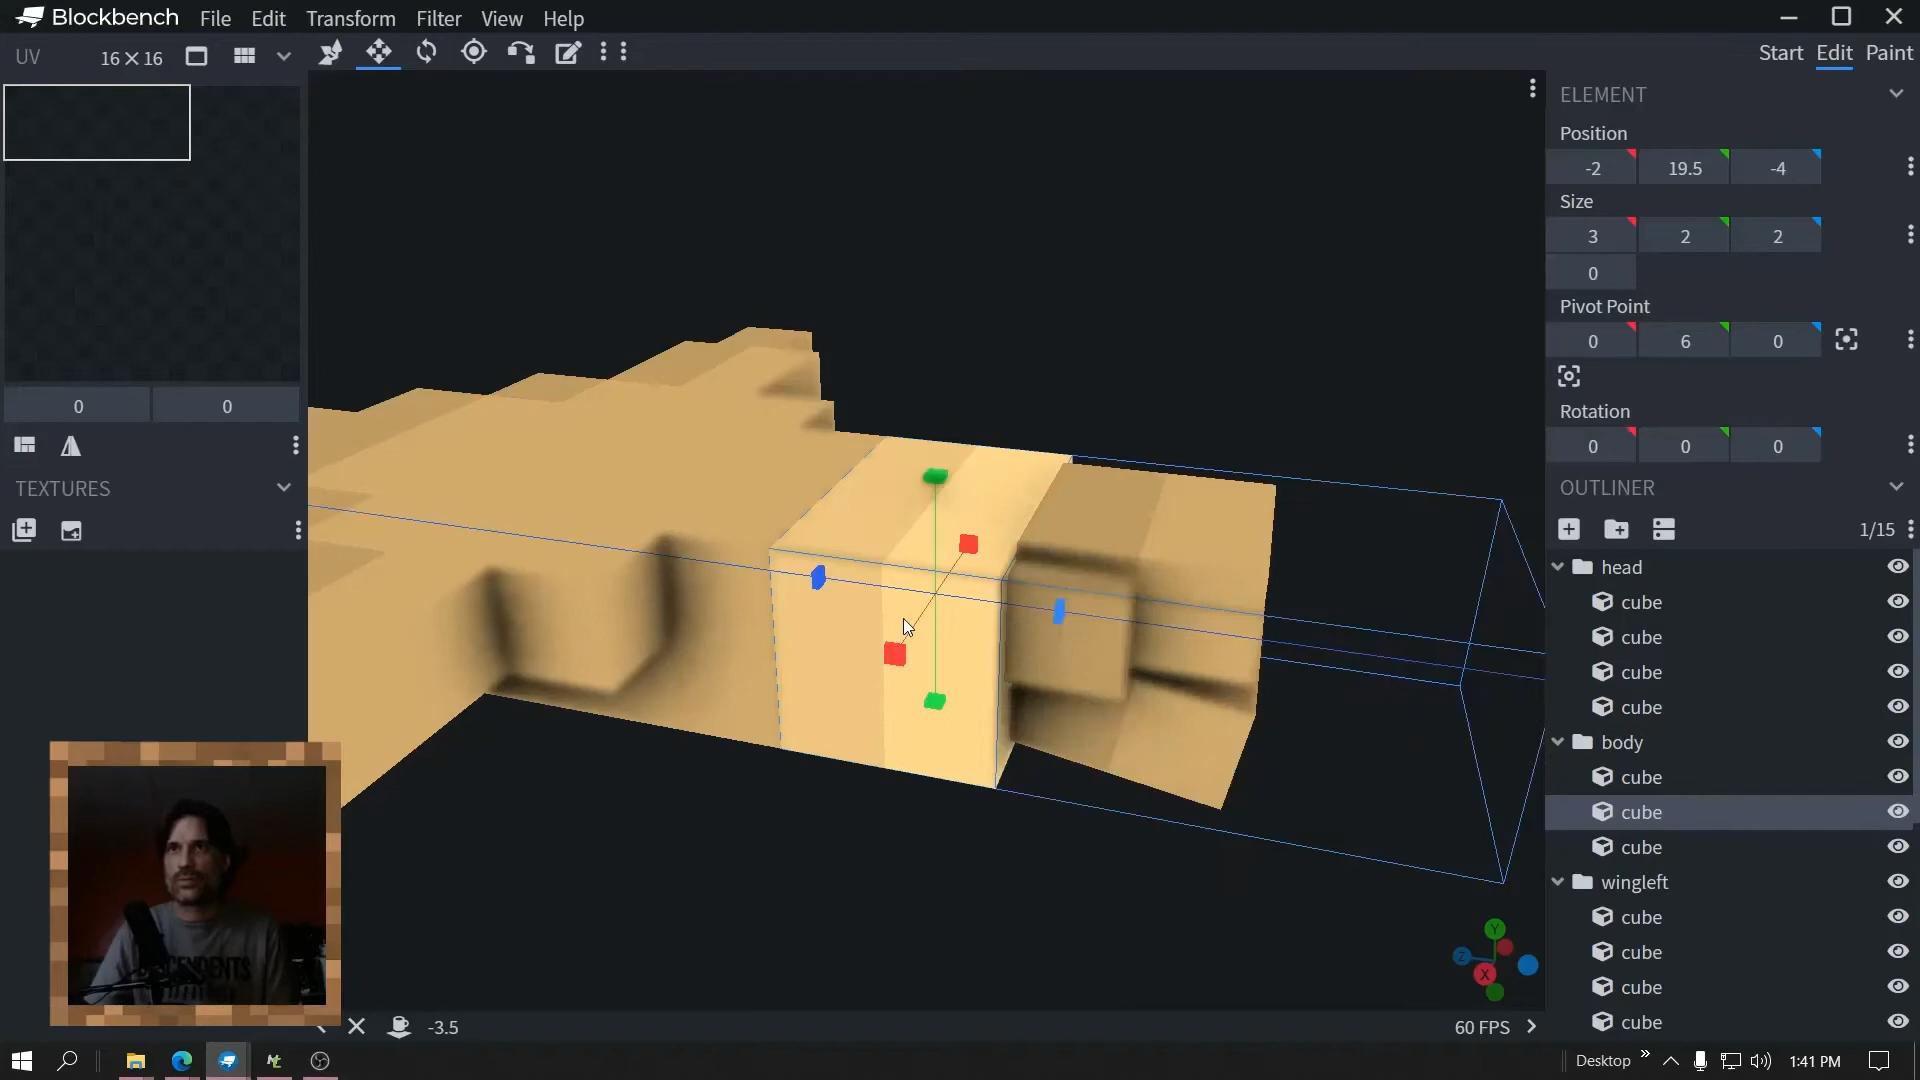 Blockbench File Edit Transform Filter View Help
UV 16 × 16
Start Edit Paint
ELEMENT
Position
-2 19.5 -4
Size
3 2 2
0
Pivot Point
0 6 0
Rotation
0 0 0
0 0
TEXTURES
OUTLINER
1/15
head
cube
cube
cube
cube
body
cube
cube
cube
wingleft
cube
cube
cube
cube
Y
Z
X
-3.5
60 FPS
Desktop
1:41 PM